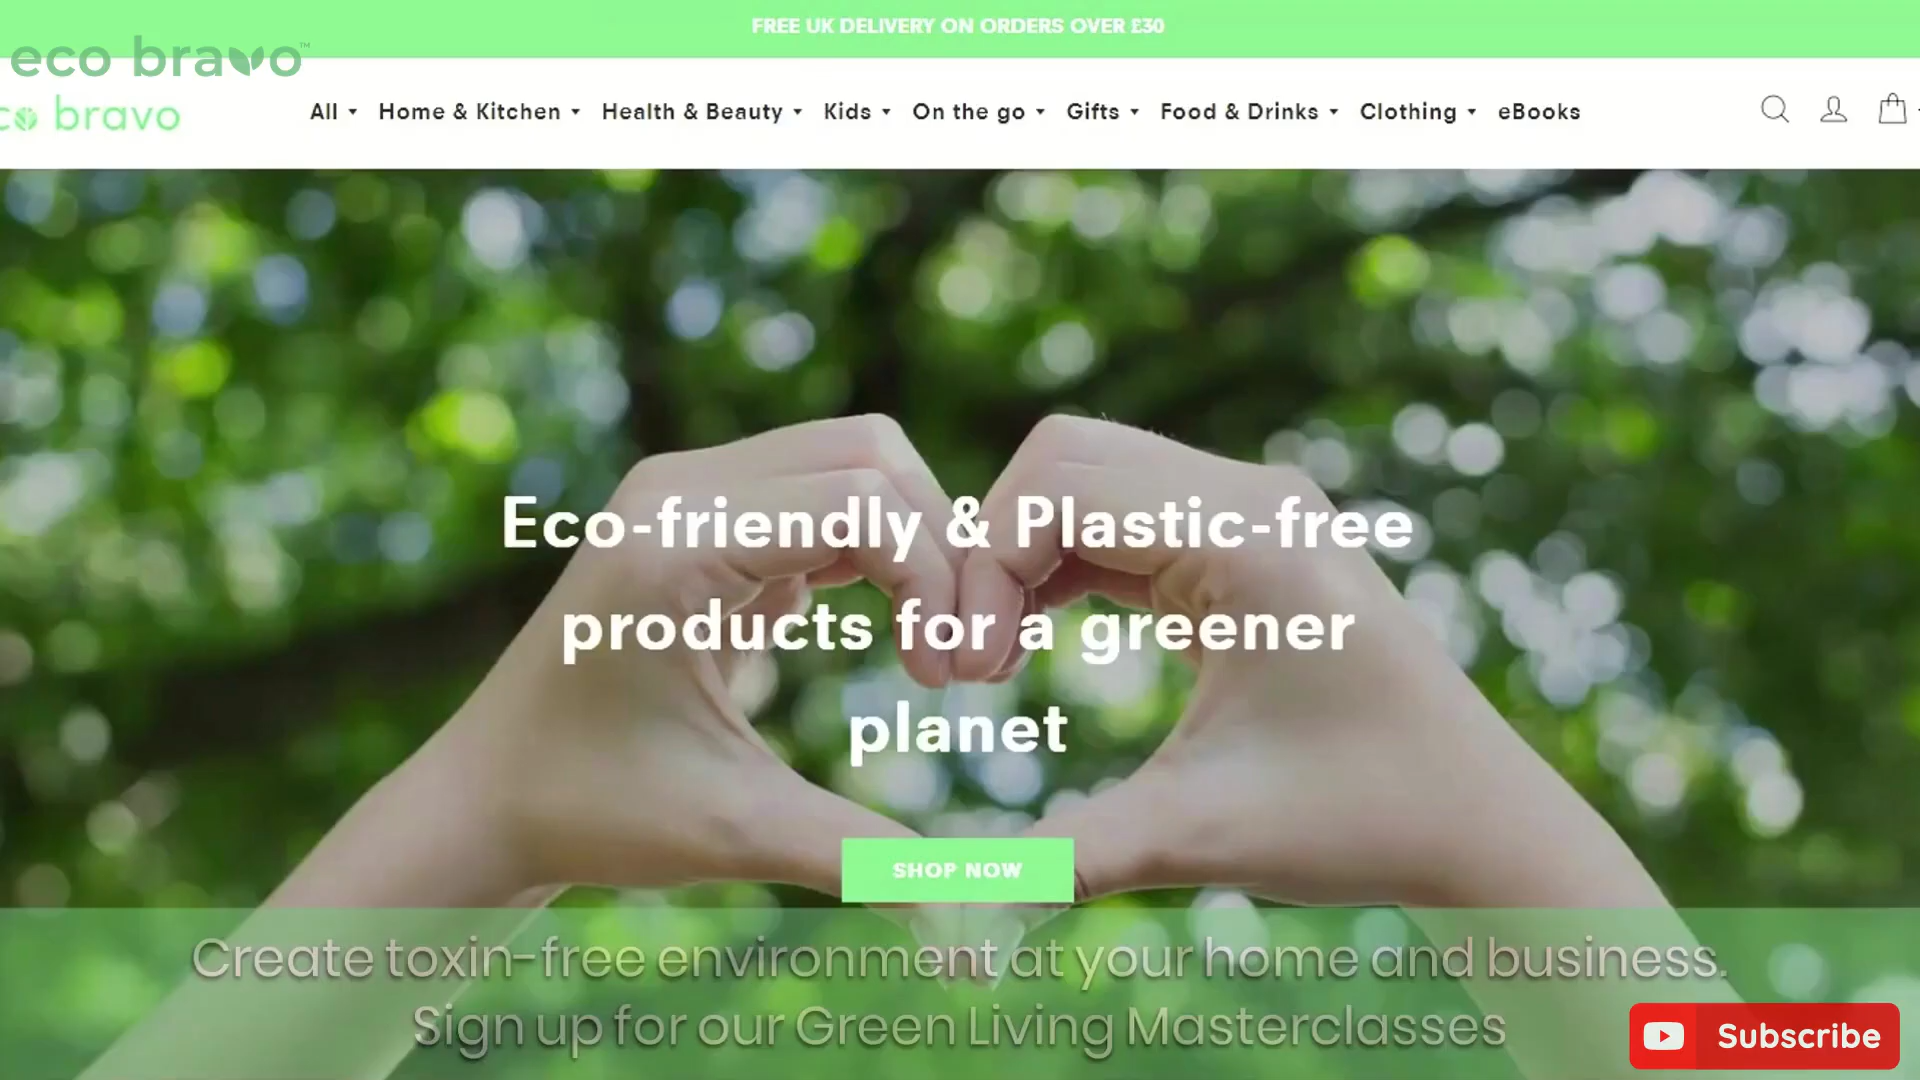 FREE UK DELIVERY ON ORDERS OVER £30
eco bravo™
co bravo
All Home & Kitchen Health & Beauty Kids On the go Gifts Food & Drinks Clothing eBooks
Eco-friendly & Plastic-free
products for a greener
planet
SHOP NOW
Create toxin-free environment at your home and business.
Sign up for our Green Living Masterclasses
Subscribe